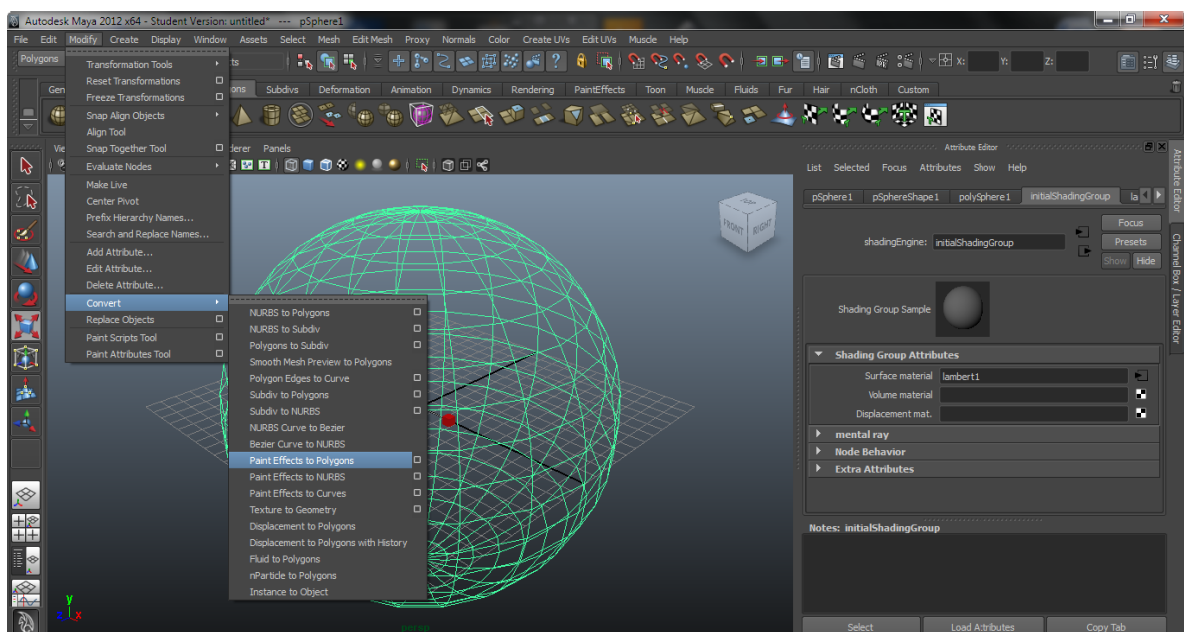 Autodesk Maya 2012 x64 - Student Version: untitled* --- pSphere1
File Edit Modify Create Display Window Assets Select Mesh Edit Mesh Proxy Normals Color Create UVs Edit UVs Muscle Help
Polygons
X: Y: Z:
Subdivs Deformation Animation Dynamics Rendering PaintEffects Toon Muscle Fluids Fur Hair nCloth Custom
Panels
Transformation Tools
Reset Transformations
Freeze Transformations
Snap Align Objects
Align Tool
Snap Together Tool
Evaluate Nodes
Make Live
Center Pivot
Prefix Hierarchy Names...
Search and Replace Names...
Add Attribute...
Edit Attribute...
Delete Attribute...
Convert
Replace Objects
Paint Scripts Tool
Paint Attributes Tool
NURBS to Polygons
NURBS to Subdiv
Polygons to Subdiv
Smooth Mesh Preview to Polygons
Polygon Edges to Curve
Subdiv to Polygons
Subdiv to NURBS
NURBS Curve to Bezier
Bezier Curve to NURBS
Paint Effects to Polygons
Paint Effects to NURBS
Paint Effects to Curves
Texture to Geometry
Displacement to Polygons
Displacement to Polygons with History
Fluid to Polygons
nParticle to Polygons
Instance to Object
TOP
FRONT RIGHT
y
z x
persp
Attribute Editor
List Selected Focus Attributes Show Help
pSphere1 pSphereShape1 polySphere1 initialShadingGroup la
Focus
shadingEngine: initialShadingGroup
Presets
Show Hide
Shading Group Sample
Shading Group Attributes
Surface material lambert1
Volume material
Displacement mat.
mental ray
Node Behavior
Extra Attributes
Notes: initialShadingGroup
Select Load Attributes Copy Tab
Attribute Editor
Channel Box / Layer Editor